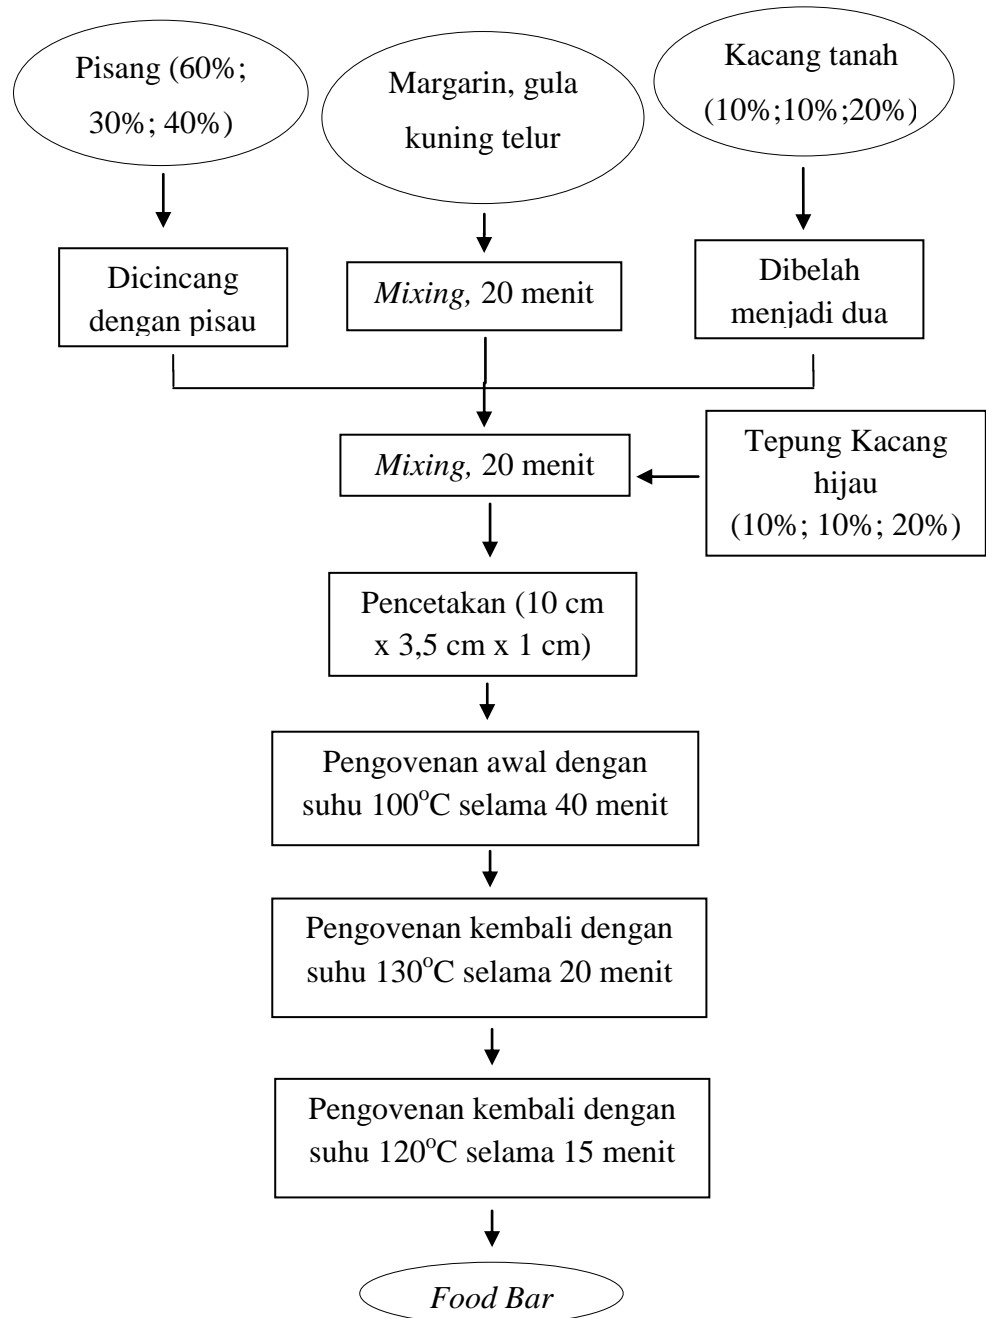 Pisang (60%;
30%; 40%)
Margarin, gula
kuning telur
Kacang tanah
(10%;10%;20%)
Dicincang
dengan pisau
Mixing, 20 menit
Dibelah
menjadi dua
Mixing, 20 menit
Tepung Kacang
hijau
(10%; 10%; 20%)
Pencetakan (10 cm
x 3,5 cm x 1 cm)
Pengovenan awal dengan
suhu 100°C selama 40 menit
Pengovenan kembali dengan
suhu 130°C selama 20 menit
Pengovenan kembali dengan
suhu 120°C selama 15 menit
Food Bar